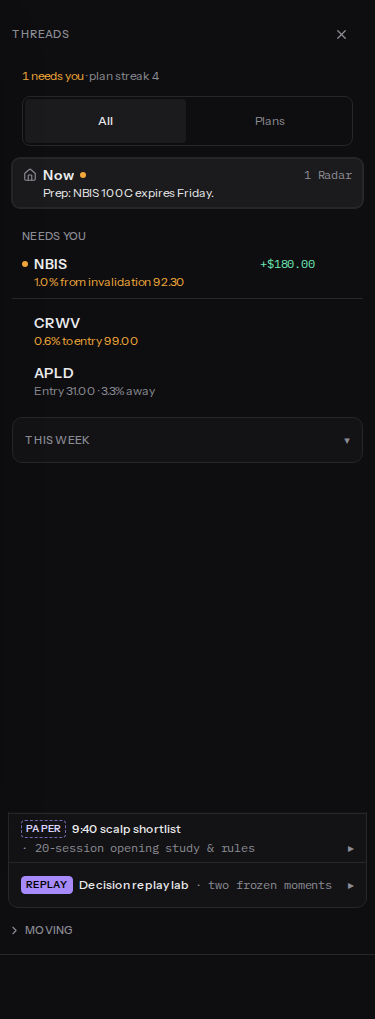 THREADS
1 needs you · plan streak 4
All
Plans
Now
1 Radar
Prep: NBIS 100C expires Friday.
NEEDS YOU
NBIS
+$180.00
1.0% from invalidation 92.30
CRWV
0.6% to entry 99.00
APLD
Entry 31.00 · 3.3% away
THIS WEEK
PAPER 9:40 scalp shortlist
· 20-session opening study & rules
REPLAY Decision replay lab · two frozen moments
MOVING